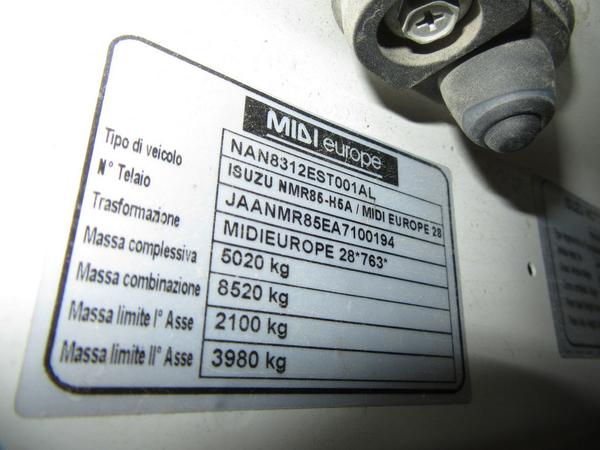 MIDI europe
NAN8312EST001AL
Tipo di veicolo ISUZU NMR85-H5A / MIDI EUROPE 28
N° Telaio JAANMR85EA7100194
Trasformazione MIDIEUROPE 28*763*
Massa complessiva 5020 kg
Massa combinazione 8520 kg
Massa limite I° Asse 2100 kg
Massa limite II° Asse 3980 kg